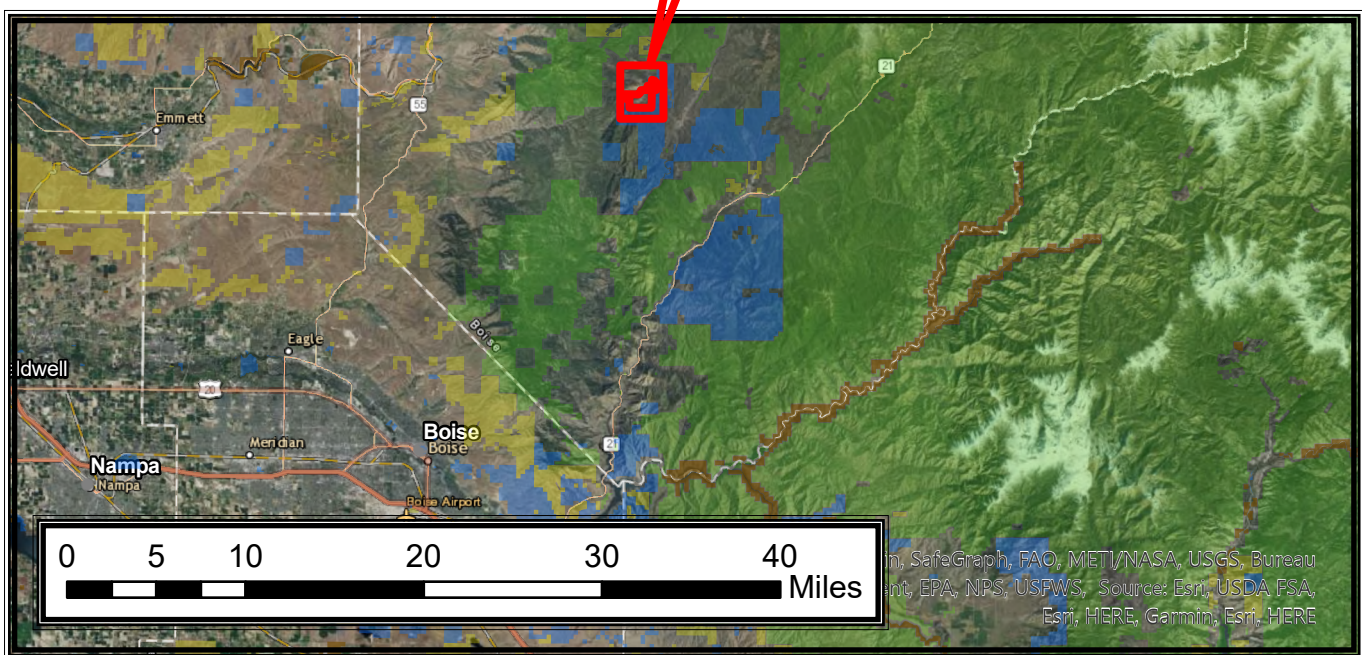 21
55
Emmett
Boise
Eagle
ldwell
20
21
Boise
Boise
Meridian
Nampa
Nampa
Boise Airport
0 5 10 20 30 40
Miles
in, SafeGraph, FAO, METI/NASA, USGS, Bureau
ent, EPA, NPS, USFWS, Source: Esri, USDA FSA,
Esri, HERE, Garmin, Esri, HERE